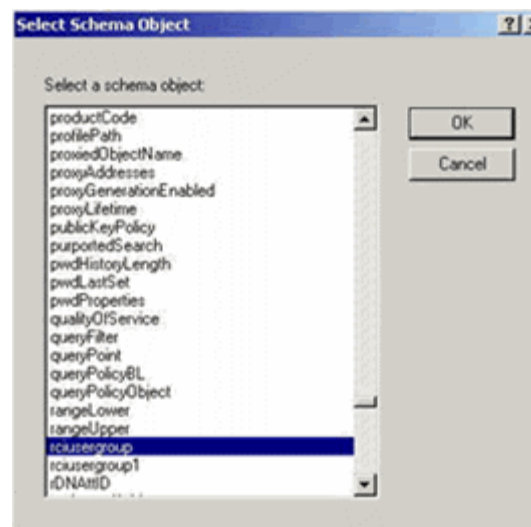 Select Schema Object
Select a schema object:
productCode
profilePath
proxiedObjectName
proxyAddresses
proxyGenerationEnabled
proxyLifetime
publicKeyPolicy
purportedSearch
pwdHistoryLength
pwdLastSet
pwdProperties
qualityOfService
queryFilter
queryPoint
queryPolicyBL
queryPolicyObject
rangeLower
rangeUpper
rciusergroup
rciusergroup1
rDNAttID
OK
Cancel